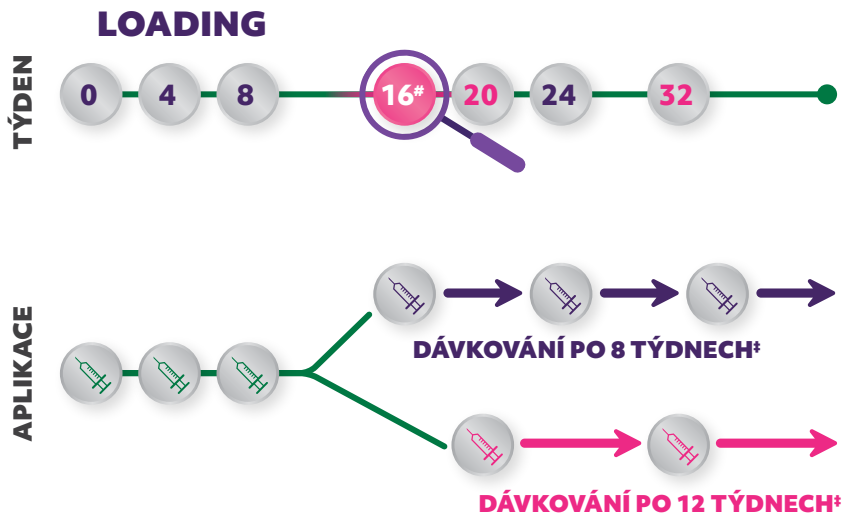 LOADING
TÝDEN
0 4 8 16# 20 24 32
APLIKACE
DÁVKOVÁNÍ PO 8 TÝDNECH‡
DÁVKOVÁNÍ PO 12 TÝDNECH‡